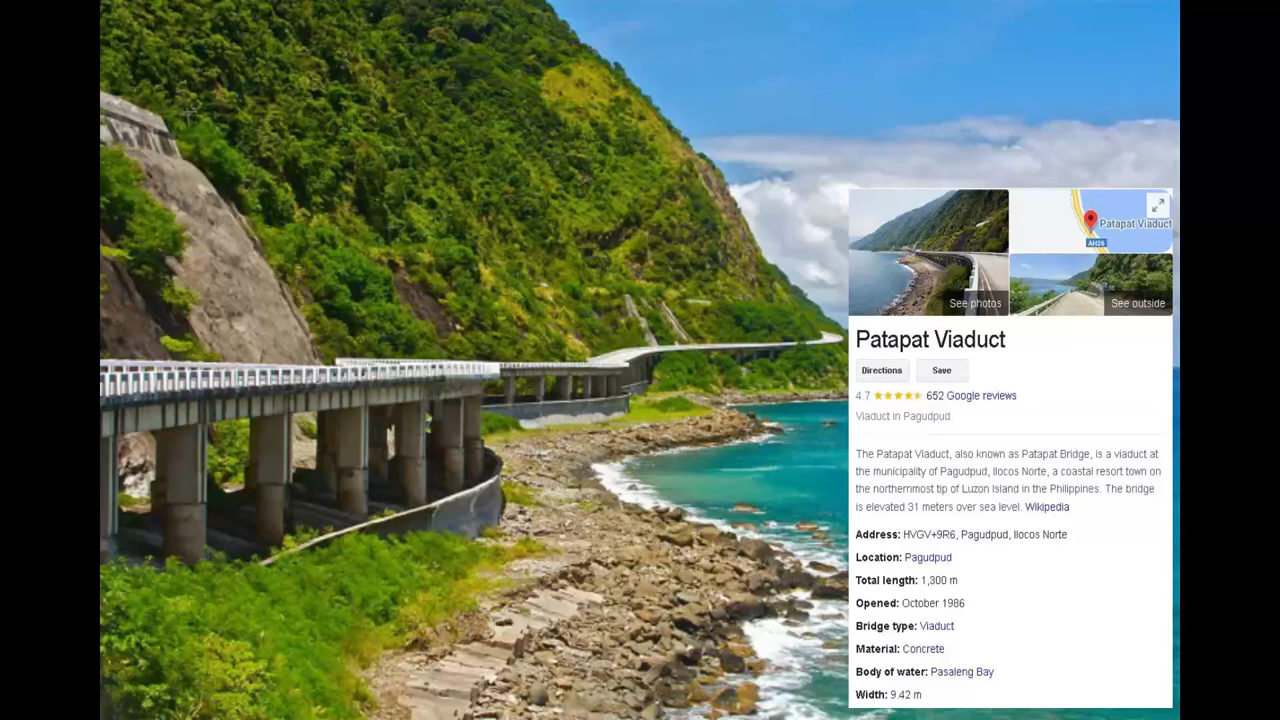 Patapat Viaduct
AH26
See photos
See outside
Patapat Viaduct
Directions
Save
4.7 ★★★★★ 652 Google reviews
Viaduct in Pagudpud
The Patapat Viaduct, also known as Patapat Bridge, is a viaduct at
the municipality of Pagudpud, Ilocos Norte, a coastal resort town on
the northernmost tip of Luzon Island in the Philippines. The bridge
is elevated 31 meters over sea level. Wikipedia
Address: HVGV+9R6, Pagudpud, Ilocos Norte
Location: Pagudpud
Total length: 1,300 m
Opened: October 1986
Bridge type: Viaduct
Material: Concrete
Body of water: Pasaleng Bay
Width: 9.42 m